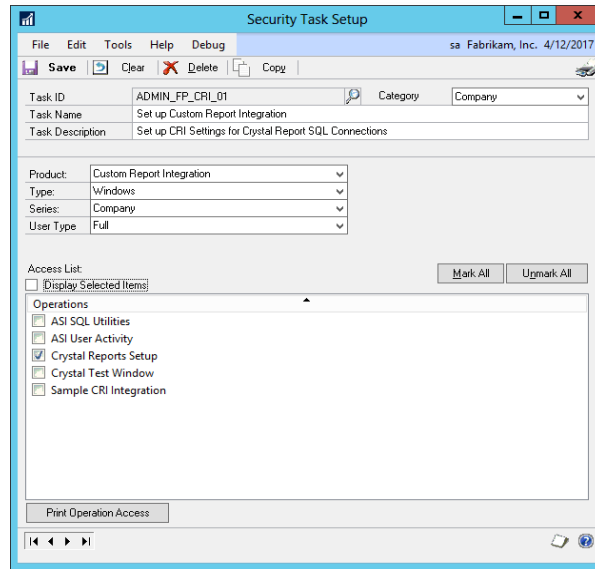 Security Task Setup
File Edit Tools Help Debug sa Fabrikam, Inc. 4/12/2017
Save Clear Delete Copy
Task ID ADMIN_FP_CRI_01 Category Company
Task Name Set up Custom Report Integration
Task Description Set up CRI Settings for Crystal Report SQL Connections
Product: Custom Report Integration
Type: Windows
Series: Company
User Type Full
Access List: Mark All Unmark All
Display Selected Items
Operations
ASI SQL Utilities
ASI User Activity
Crystal Reports Setup
Crystal Test Window
Sample CRI Integration
Print Operation Access